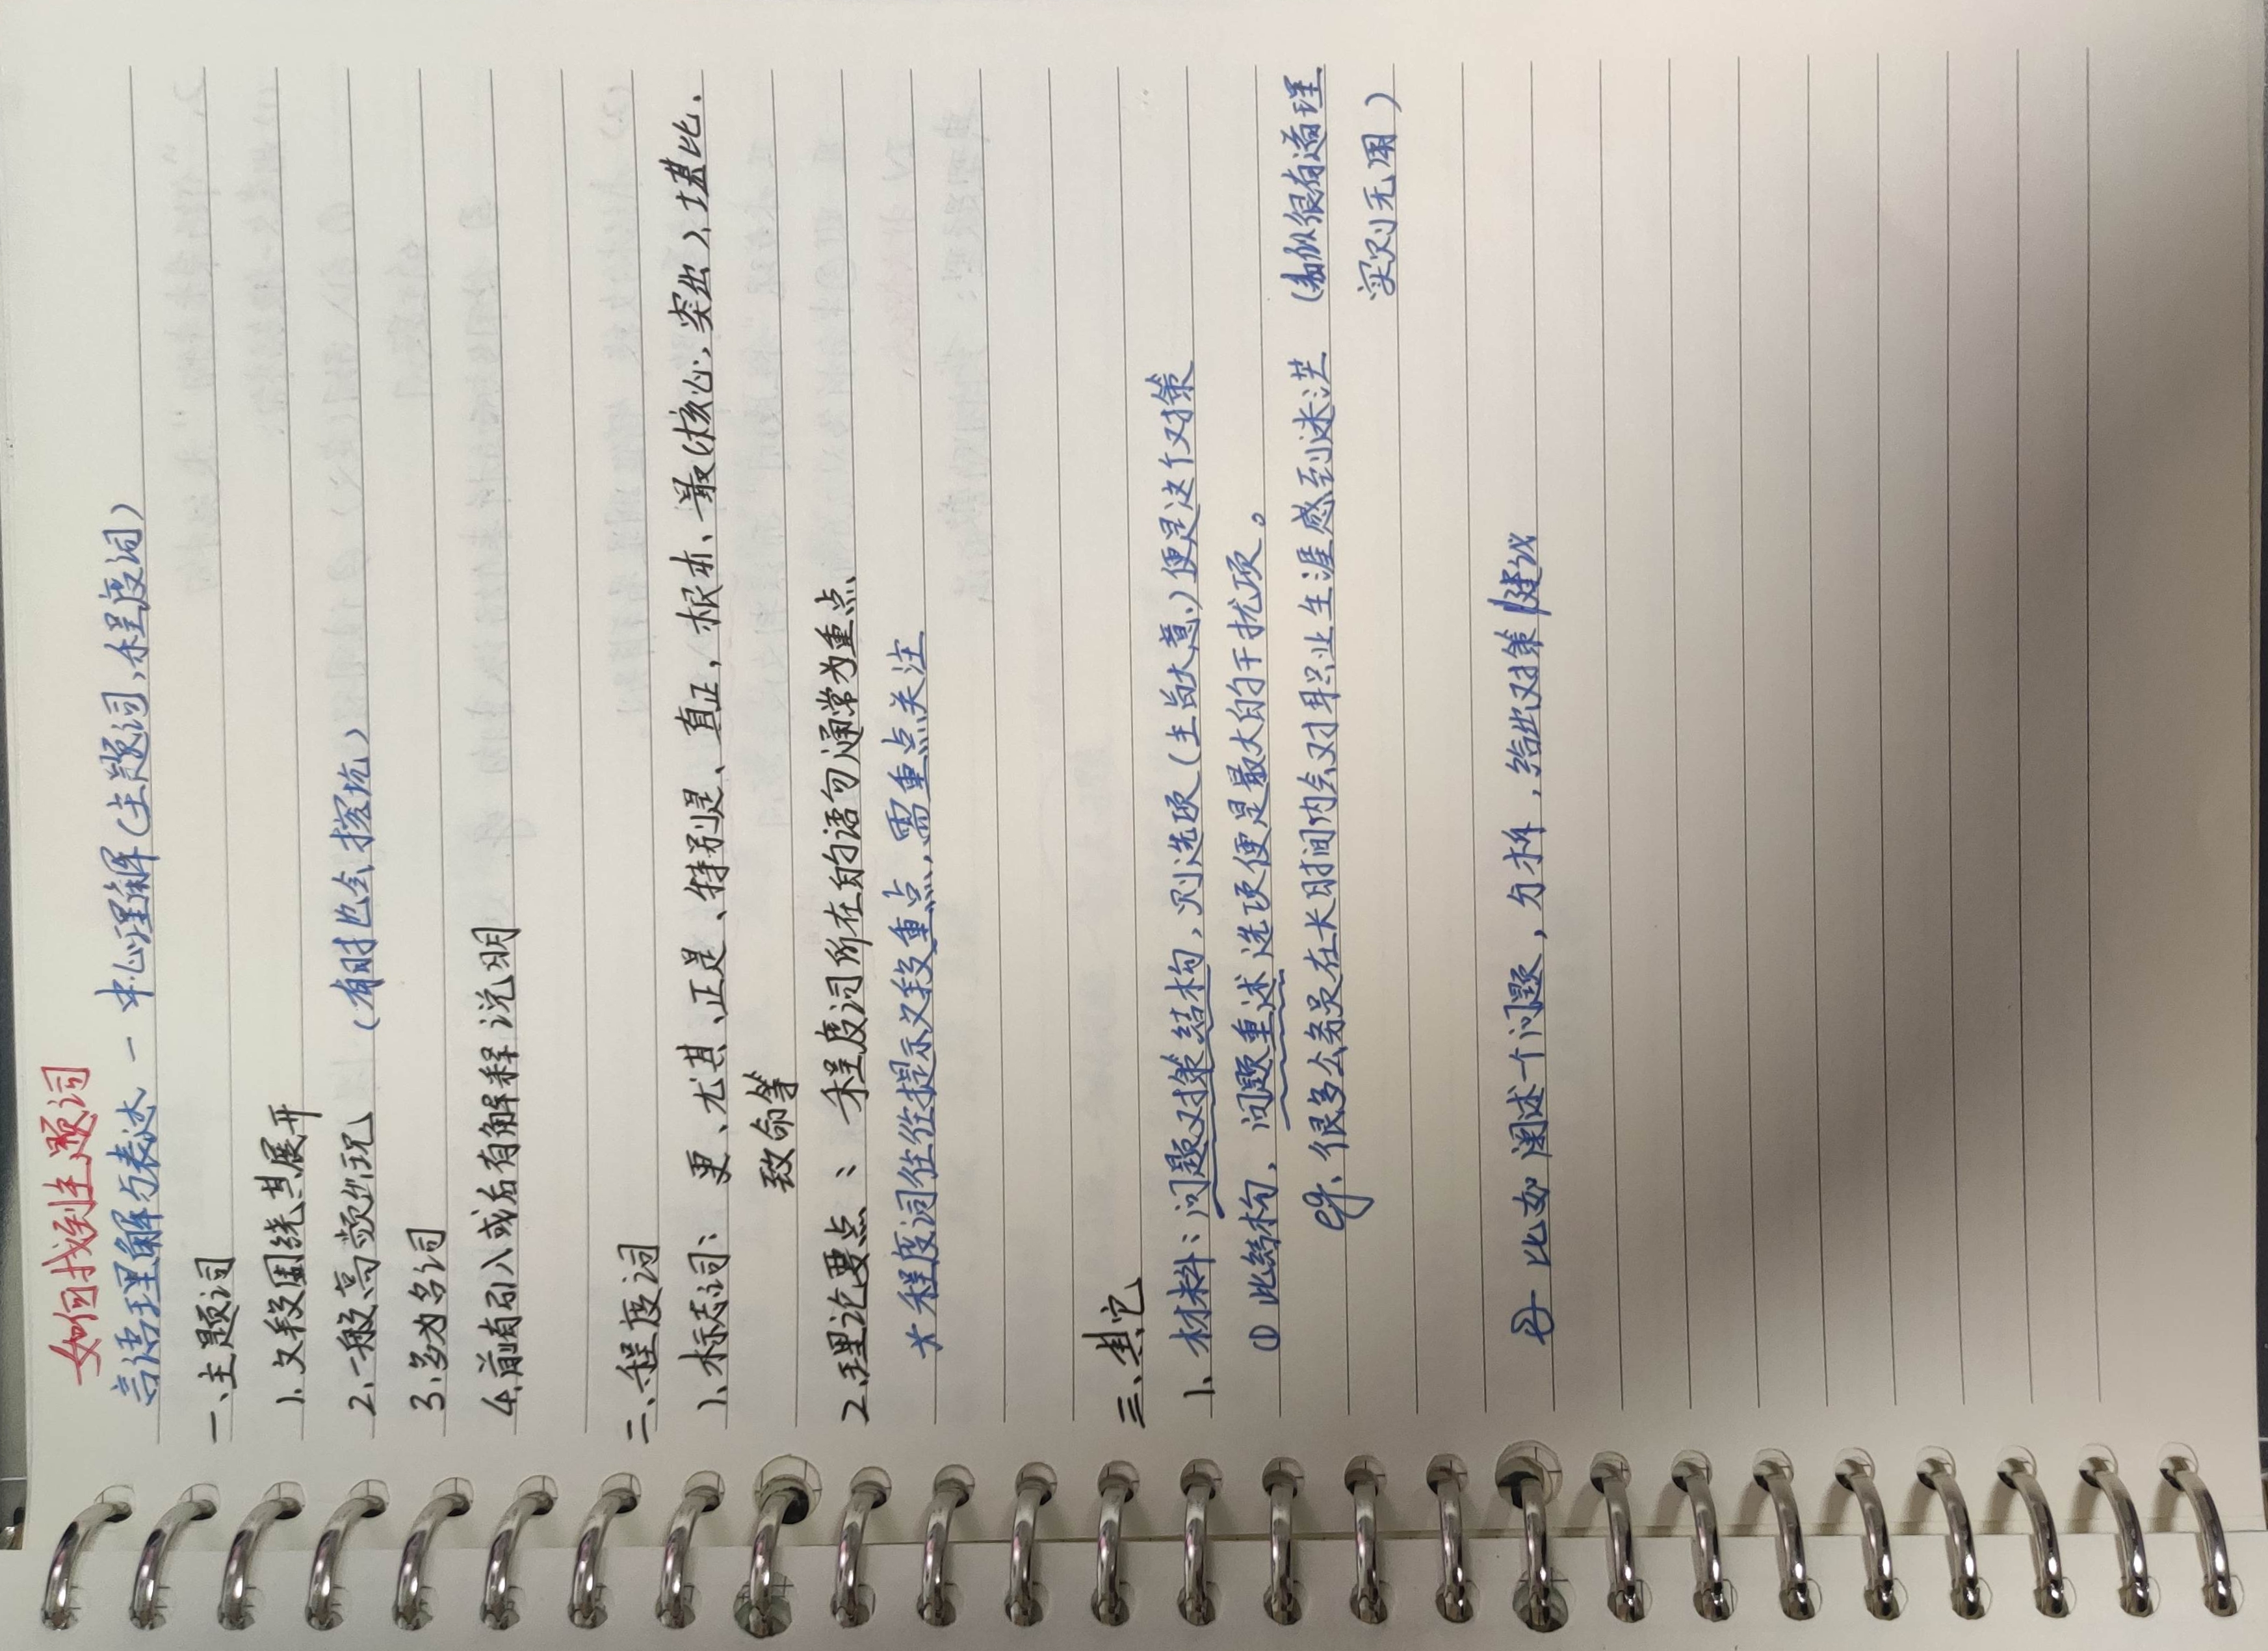 如何找到主题词
言语理解与表达 - 中心理解(主题词,程度词)
一、主题词
1. 文段围绕其展开
2. 一般高频出现 (有时也会挖坑)
3. 多为名词
4. 前有引入或后有解释说明
二、程度词
1. 标志词: 更、尤其、正是、特别是、真正,根本、最(核心,突出)、堪比、
致命等
2. 理论要点: 程度词所在的语句通常为重点
* 程度词往往提示文段重点,需重点关注
三、其它
1. 材料:问题对策结构,则选项(主旨大意)便是这个对策
① 此结构,问题重述选项便是最大的干扰项。
eg. 很多公务员在长时间内会对职业生涯感到迷茫 (看似很有道理
实则无用)
② 比如阐述一个问题,分析,给出对策/建议